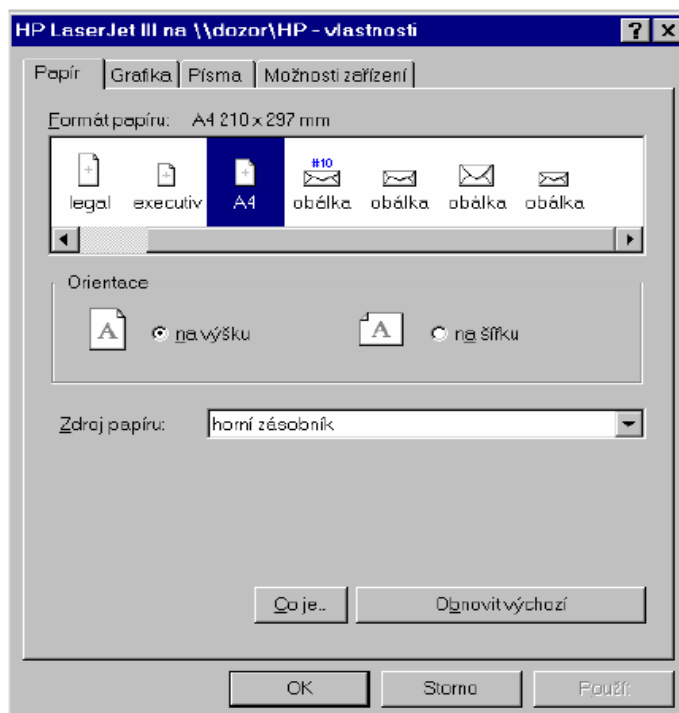 HP LaserJet III na \\dozor\HP - vlastnosti
Papír Grafika Písma Možnosti zařízení
Formát papíru: A4 210 x 297 mm
#10
legal executiv A4 obálka obálka obálka obálka
Orientace
A na výšku A na šířku
Zdroj papíru: horní zásobník
Co je.. Obnovit výchozí
OK Storno Použít